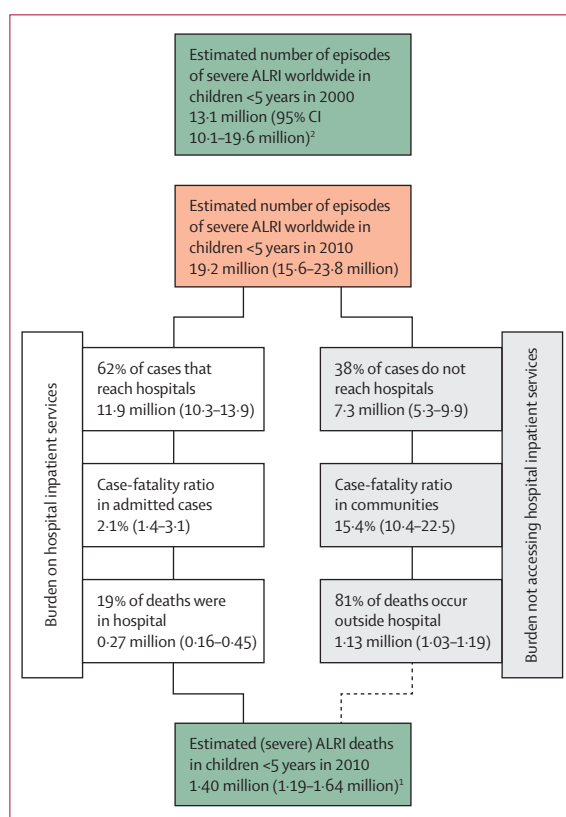 Estimated number of episodes
of severe ALRI worldwide in
children <5 years in 2000
13·1 million (95% CI
10·1–19·6 million)²
Estimated number of episodes
of severe ALRI worldwide in
children <5 years in 2010
19·2 million (15·6–23·8 million)
Burden on hospital inpatient services
62% of cases that
reach hospitals
11·9 million (10·3–13·9)
Case-fatality ratio
in admitted cases
2·1% (1·4–3·1)
19% of deaths were
in hospital
0·27 million (0·16–0·45)
38% of cases do not
reach hospitals
7·3 million (5·3–9·9)
Case-fatality ratio
in communities
15·4% (10·4–22·5)
81% of deaths occur
outside hospital
1·13 million (1·03–1·19)
Burden not accessing hospital inpatient services
Estimated (severe) ALRI deaths
in children <5 years in 2010
1·40 million (1·19–1·64 million)¹